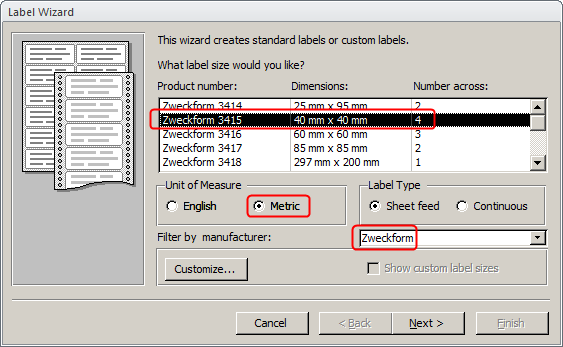 Label Wizard
This wizard creates standard labels or custom labels.
What label size would you like?
Product number: Dimensions: Number across:
Zweckform 3414 25 mm x 95 mm 2
Zweckform 3415 40 mm x 40 mm 4
Zweckform 3416 60 mm x 60 mm 3
Zweckform 3417 85 mm x 85 mm 2
Zweckform 3418 297 mm x 200 mm 1
Unit of Measure Label Type
English Metric Sheet feed Continuous
Filter by manufacturer: Zweckform
Customize... Show custom label sizes
Cancel < Back Next > Finish